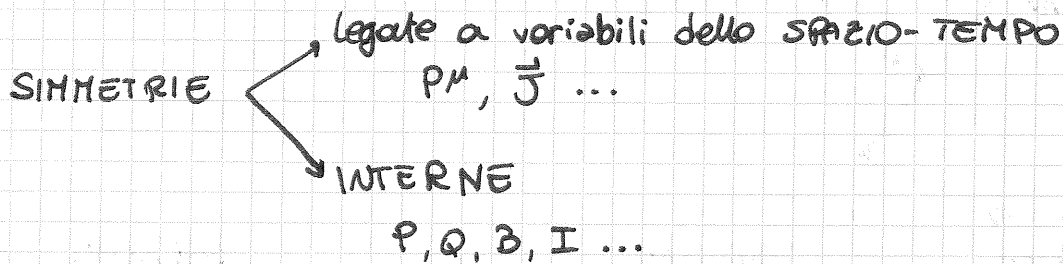 legate a variabili dello SPAZIO-TEMPO
SIMMETRIE
P^μ, J⃗ ...
INTERNE
P, Q, B, I ...